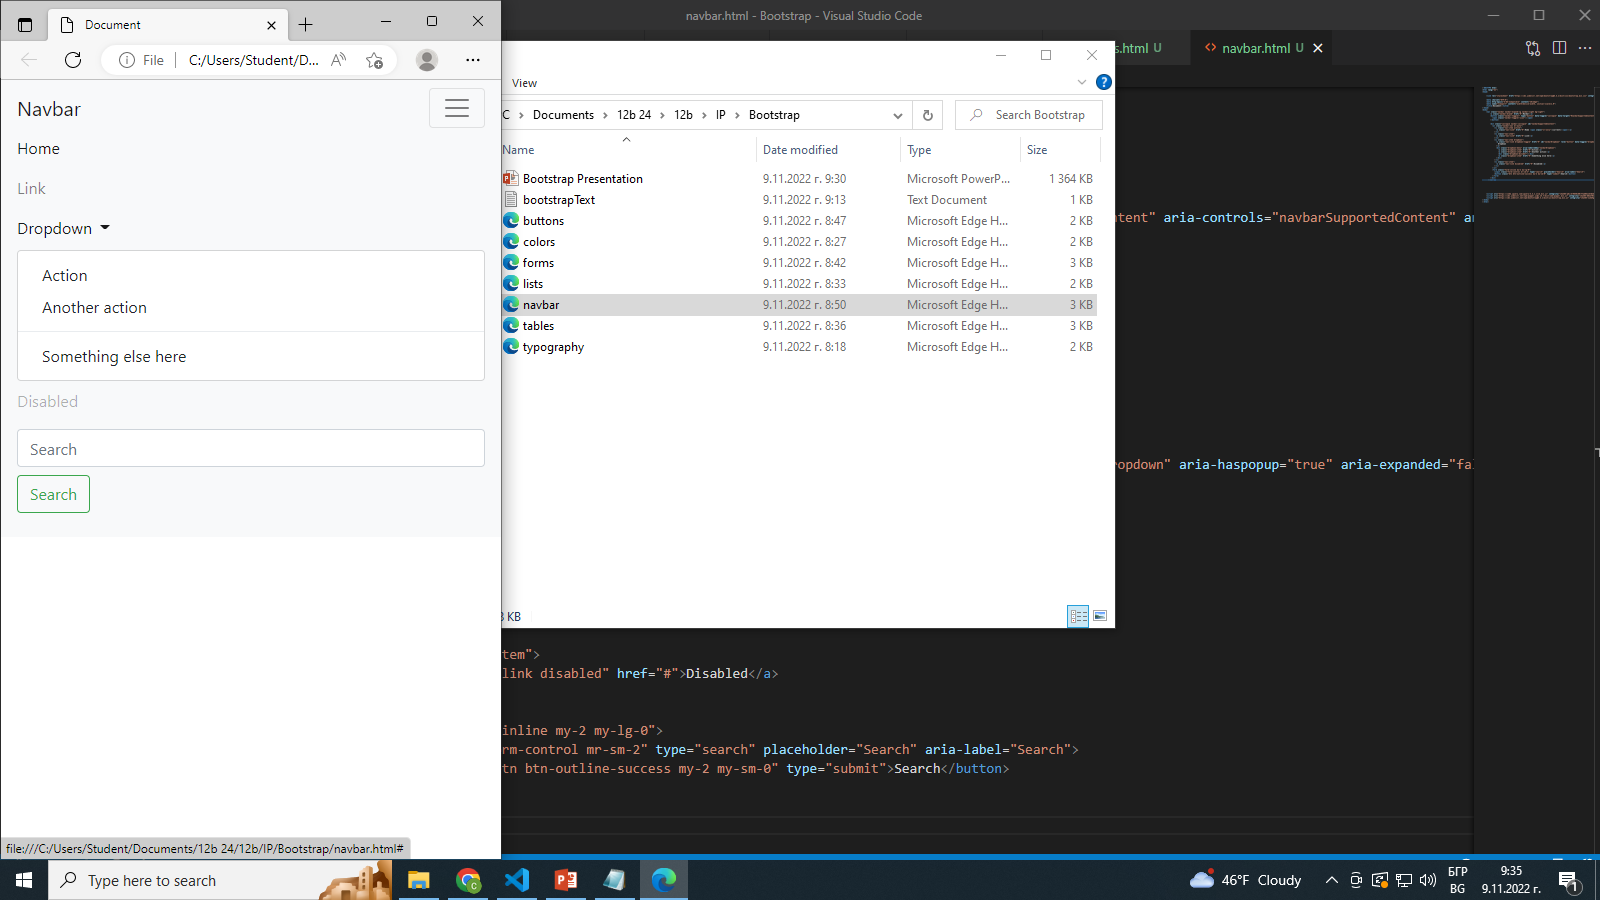 Document
File
C:/Users/Student/D...
Navbar
Home
Link
Dropdown
Action
Another action
Something else here
Disabled
Search
Search
file:///C:/Users/Student/Documents/12b 24/12b/IP/Bootstrap/navbar.html#
navbar.html - Bootstrap - Visual Studio Code
s.html U
navbar.html U
View
C > Documents > 12b 24 > 12b > IP > Bootstrap
Search Bootstrap
Name Date modified Type Size
Bootstrap Presentation 9.11.2022 г. 9:30 Microsoft PowerP... 1 364 KB
bootstrapText 9.11.2022 г. 9:13 Text Document 1 KB
buttons 9.11.2022 г. 8:47 Microsoft Edge H... 2 KB
colors 9.11.2022 г. 8:27 Microsoft Edge H... 2 KB
forms 9.11.2022 г. 8:42 Microsoft Edge H... 3 KB
lists 9.11.2022 г. 8:33 Microsoft Edge H... 2 KB
navbar 9.11.2022 г. 8:50 Microsoft Edge H... 3 KB
tables 9.11.2022 г. 8:36 Microsoft Edge H... 3 KB
typography 9.11.2022 г. 8:18 Microsoft Edge H... 2 KB
KB
ntent" aria-controls="navbarSupportedContent" a
ropdown" aria-haspopup="true" aria-expanded="fal
tem">
link disabled" href="#">Disabled</a>
inline my-2 my-lg-0">
rm-control mr-sm-2" type="search" placeholder="Search" aria-label="Search">
tn btn-outline-success my-2 my-sm-0" type="submit">Search</button>
Type here to search
46°F Cloudy
БГР
BG
9:35
9.11.2022 г.
1